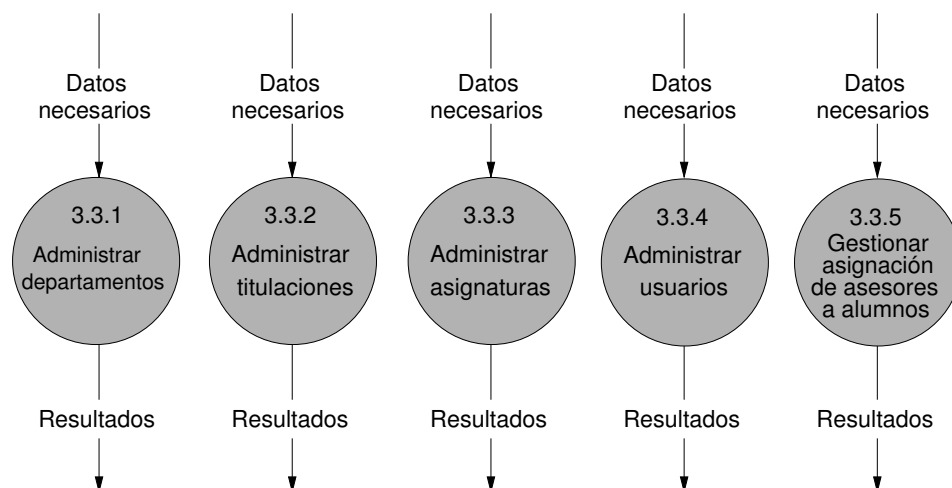 Datos
necesarios
Datos
necesarios
Datos
necesarios
Datos
necesarios
Datos
necesarios
3.3.1
Administrar
departamentos
3.3.2
Administrar
titulaciones
3.3.3
Administrar
asignaturas
3.3.4
Administrar
usuarios
3.3.5
Gestionar
asignación
de asesores
a alumnos
Resultados
Resultados
Resultados
Resultados
Resultados